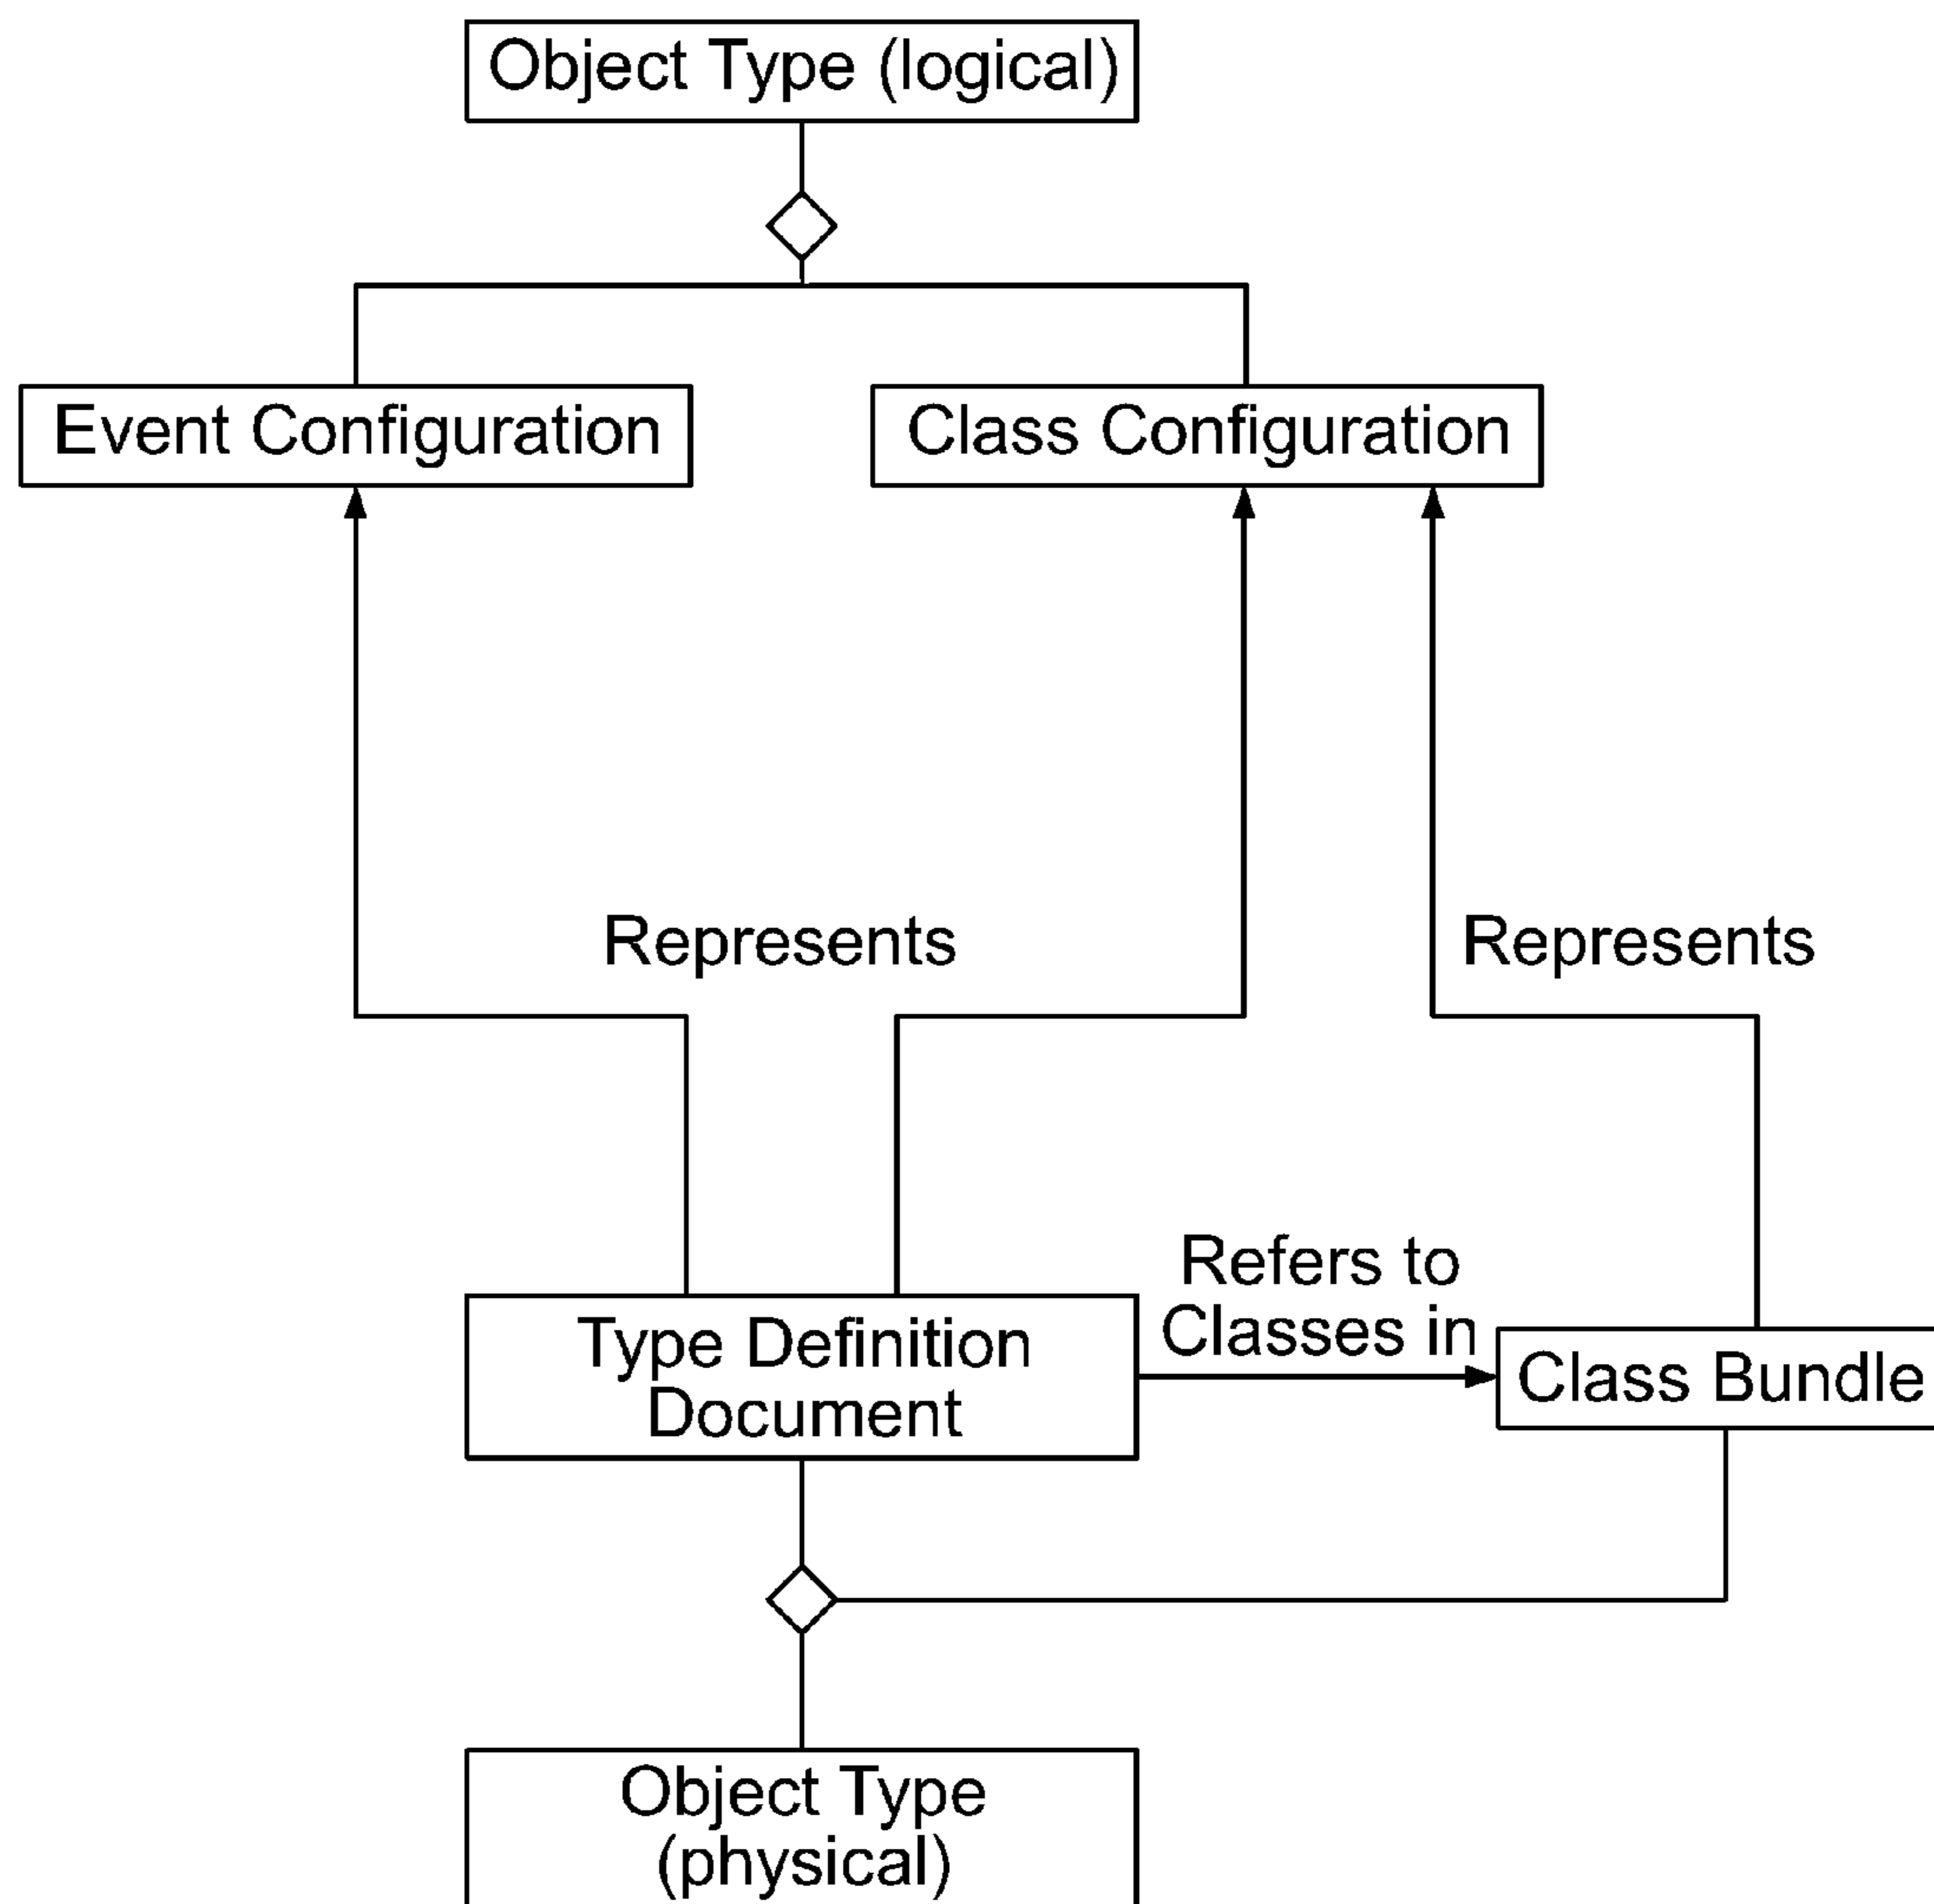 Object Type (logical)
Event Configuration
Class Configuration
Represents
Represents
Refers to
Classes in
Type Definition
Document
Class Bundle
Object Type
(physical)